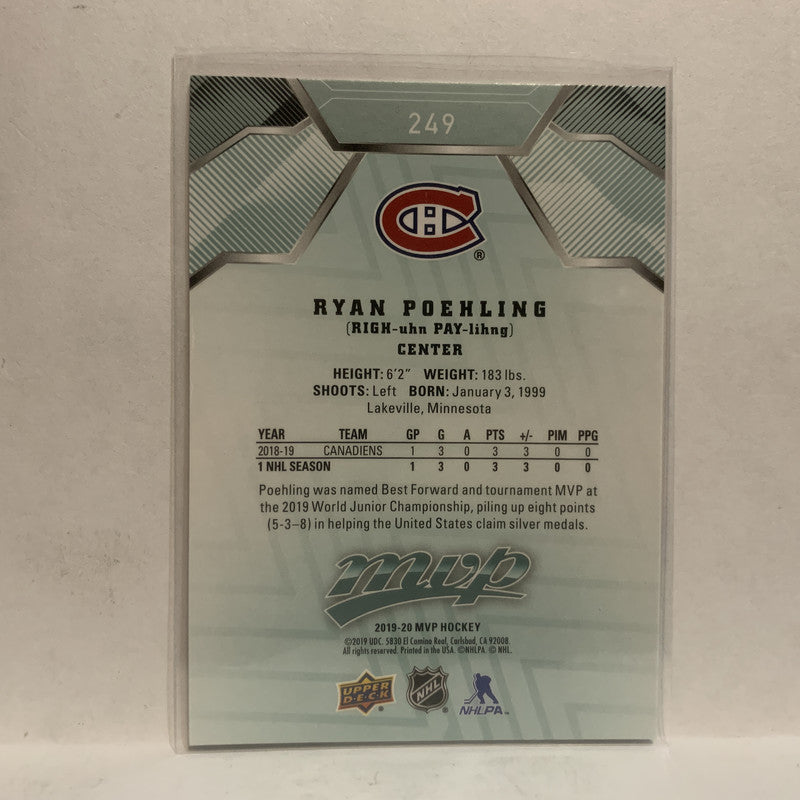 249
®
RYAN POEHLING
(RIGH-uhn PAY-lihng)
CENTER
HEIGHT: 6'2" WEIGHT: 183 lbs.
SHOOTS: Left BORN: January 3, 1999
Lakeville, Minnesota
YEAR TEAM GP G A PTS +/- PIM PPG
2018-19 CANADIENS 1 3 0 3 3 0 0
1 NHL SEASON 1 3 0 3 3 0 0
Poehling was named Best Forward and tournament MVP at
the 2019 World Junior Championship, piling up eight points
(5-3–8) in helping the United States claim silver medals.
mvp
2019-20 MVP HOCKEY
©2019 UDC. 5830 El Camino Real, Carlsbad, CA 92008.
All rights reserved. Printed in the USA. ©NHLPA. © NHL.
UPPER DECK® NHL® NHLPA™